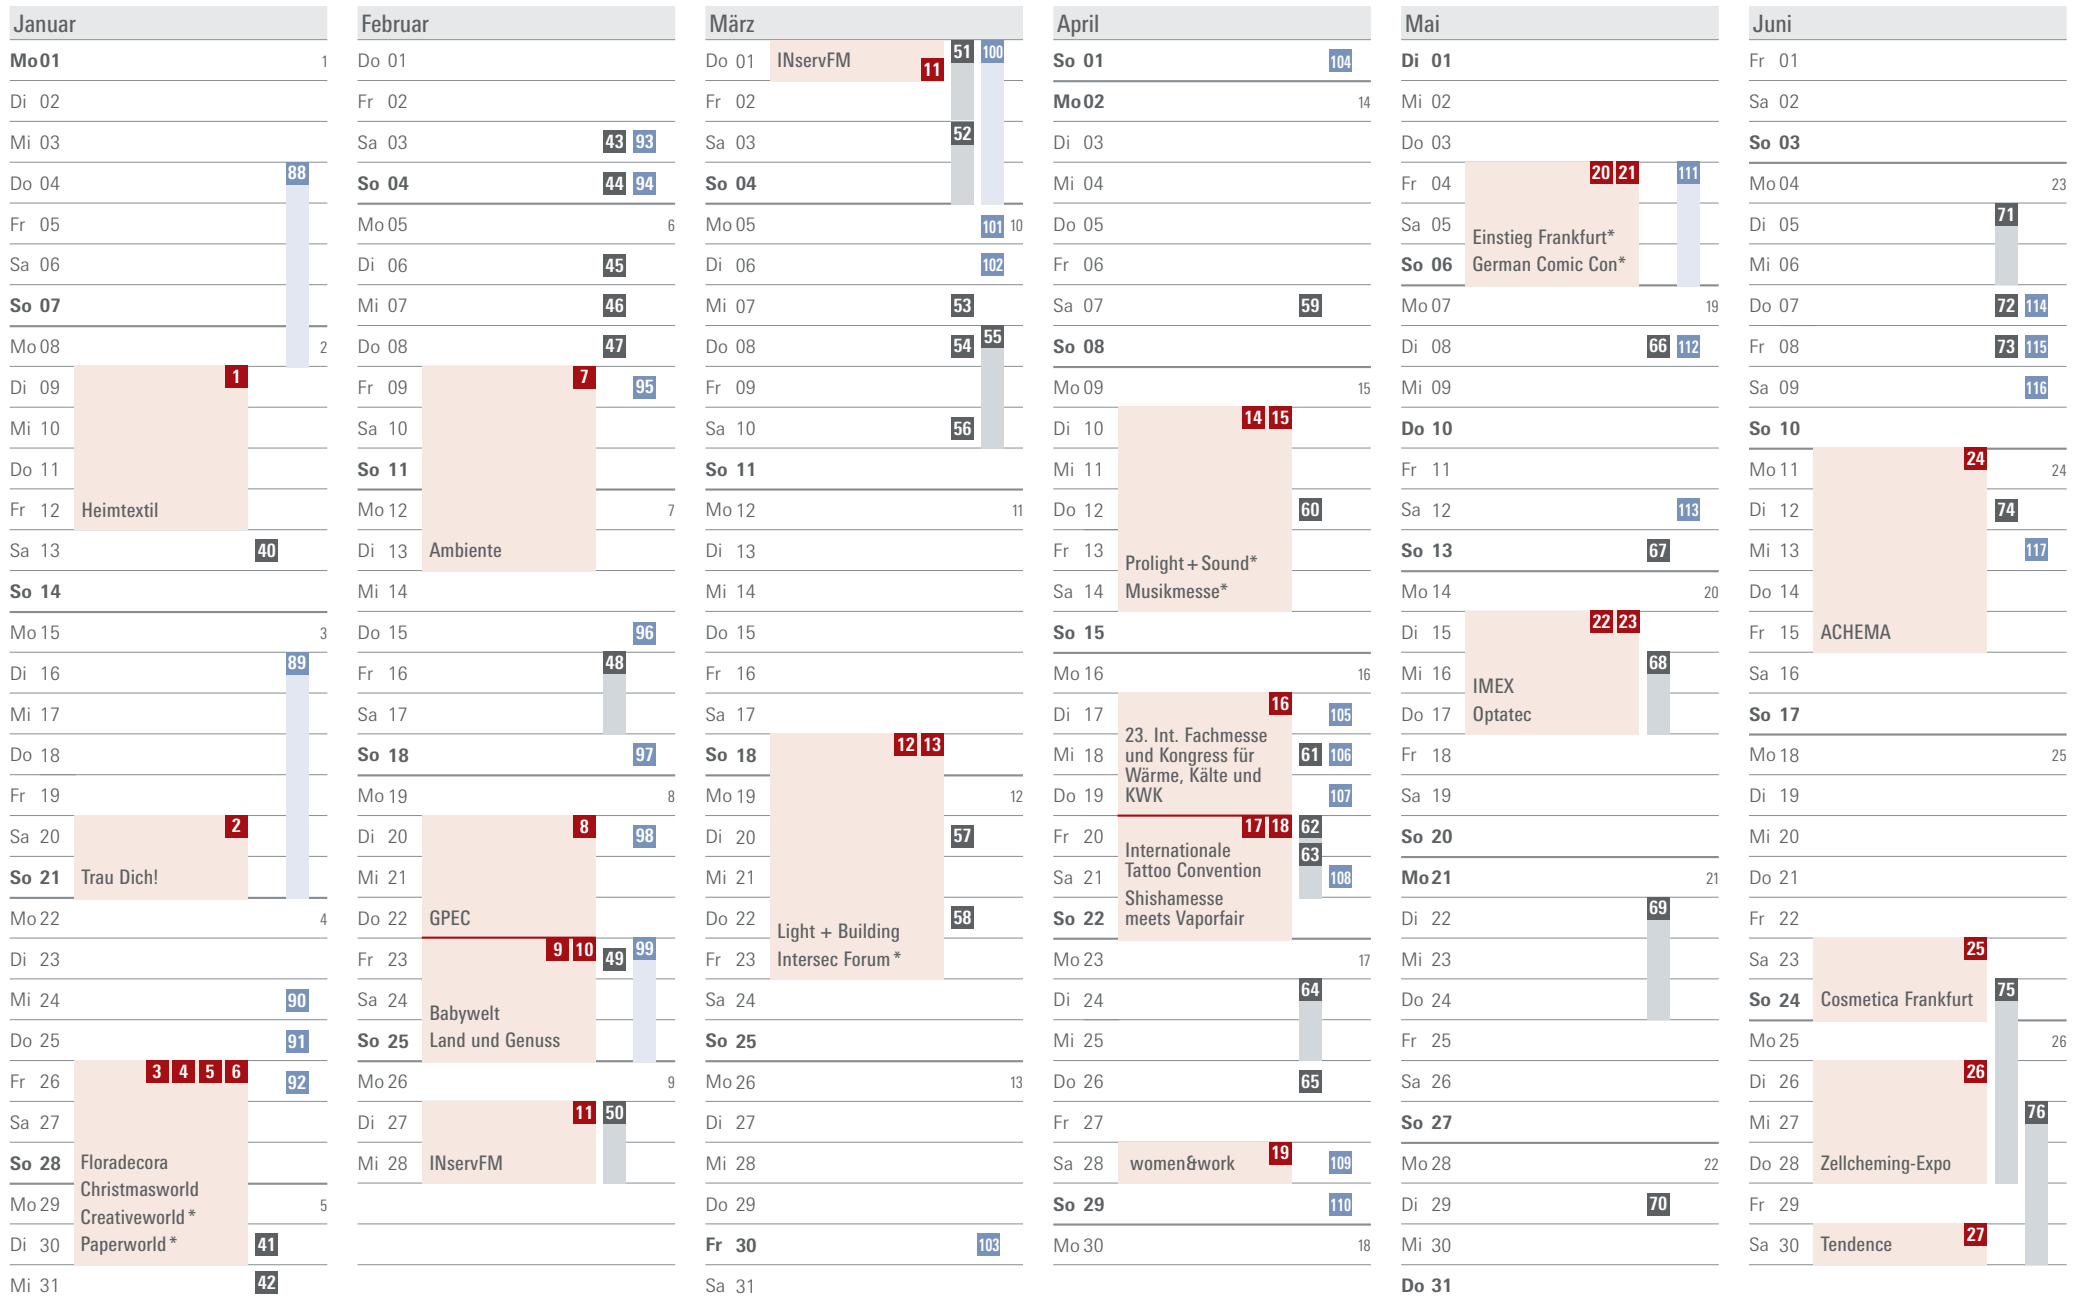 Januar
Mo 01 1
Di 02
Mi 03
Do 04 88
Fr 05
Sa 06
So 07
Mo 08 2
Di 09 1
Mi 10
Do 11
Fr 12 Heimtextil
Sa 13 40
So 14
Mo 15 3
Di 16 89
Mi 17
Do 18
Fr 19
Sa 20 2
So 21 Trau Dich!
Mo 22 4
Di 23
Mi 24 90
Do 25 91
Fr 26 3 4 5 6 92
Sa 27
So 28 Floradecora
Christmasworld
Mo 29 5
Creativeworld *
Di 30 Paperworld * 41
Mi 31 42
Februar
Do 01
Fr 02
Sa 03 43 93
So 04 44 94
Mo 05 6
Di 06 45
Mi 07 46
Do 08 47
Fr 09 7 95
Sa 10
So 11
Mo 12 7
Di 13 Ambiente
Mi 14
Do 15 96
Fr 16 48
Sa 17
So 18 97
Mo 19 8
Di 20 8 98
Mi 21
Do 22 GPEC
Fr 23 9 10 49 99
Sa 24
Babywelt
So 25 Land und Genuss
Mo 26 9
Di 27 11 50
Mi 28 INservFM
März
Do 01 INservFM 11 51 100
Fr 02
Sa 03 52
So 04
Mo 05 101 10
Di 06 102
Mi 07 53
Do 08 54 55
Fr 09
Sa 10 56
So 11
Mo 12 11
Di 13
Mi 14
Do 15
Fr 16
Sa 17
So 18 12 13
Mo 19 12
Di 20 57
Mi 21
Do 22 58
Light + Building
Fr 23 Intersec Forum *
Sa 24
So 25
Mo 26 13
Di 27
Mi 28
Do 29
Fr 30 103
Sa 31
April
So 01 104
Mo 02 14
Di 03
Mi 04
Do 05
Fr 06
Sa 07 59
So 08
Mo 09 15
Di 10 14 15
Mi 11
Do 12 60
Fr 13
Prolight + Sound*
Sa 14 Musikmesse*
So 15
Mo 16 16
Di 17 16 105
23. Int. Fachmesse
Mi 18 und Kongress für 61 106
Wärme, Kälte und
Do 19 KWK 107
Fr 20 17 18 62
Internationale 63
Sa 21 Tattoo Convention 108
Shishamesse
So 22 meets Vaporfair
Mo 23 17
Di 24 64
Mi 25
Do 26 65
Fr 27
Sa 28 women&work 19 109
So 29 110
Mo 30 18
Mai
Di 01
Mi 02
Do 03
Fr 04 20 21 111
Sa 05
Einstieg Frankfurt*
So 06 German Comic Con*
Mo 07 19
Di 08 66 112
Mi 09
Do 10
Fr 11
Sa 12 113
So 13 67
Mo 14 20
Di 15 22 23
Mi 16 68
IMEX
Do 17 Optatec
Fr 18
Sa 19
So 20
Mo 21 21
Di 22 69
Mi 23
Do 24
Fr 25
Sa 26
So 27
Mo 28 22
Di 29 70
Mi 30
Do 31
Juni
Fr 01
Sa 02
So 03
Mo 04 23
Di 05 71
Mi 06
Do 07 72 114
Fr 08 73 115
Sa 09 116
So 10
Mo 11 24 24
Di 12 74
Mi 13 117
Do 14
Fr 15 ACHEMA
Sa 16
So 17
Mo 18 25
Di 19
Mi 20
Do 21
Fr 22
Sa 23 25
So 24 Cosmetica Frankfurt 75
Mo 25 26
Di 26 26
Mi 27 76
Do 28 Zellcheming-Expo
Fr 29
Sa 30 Tendence 27